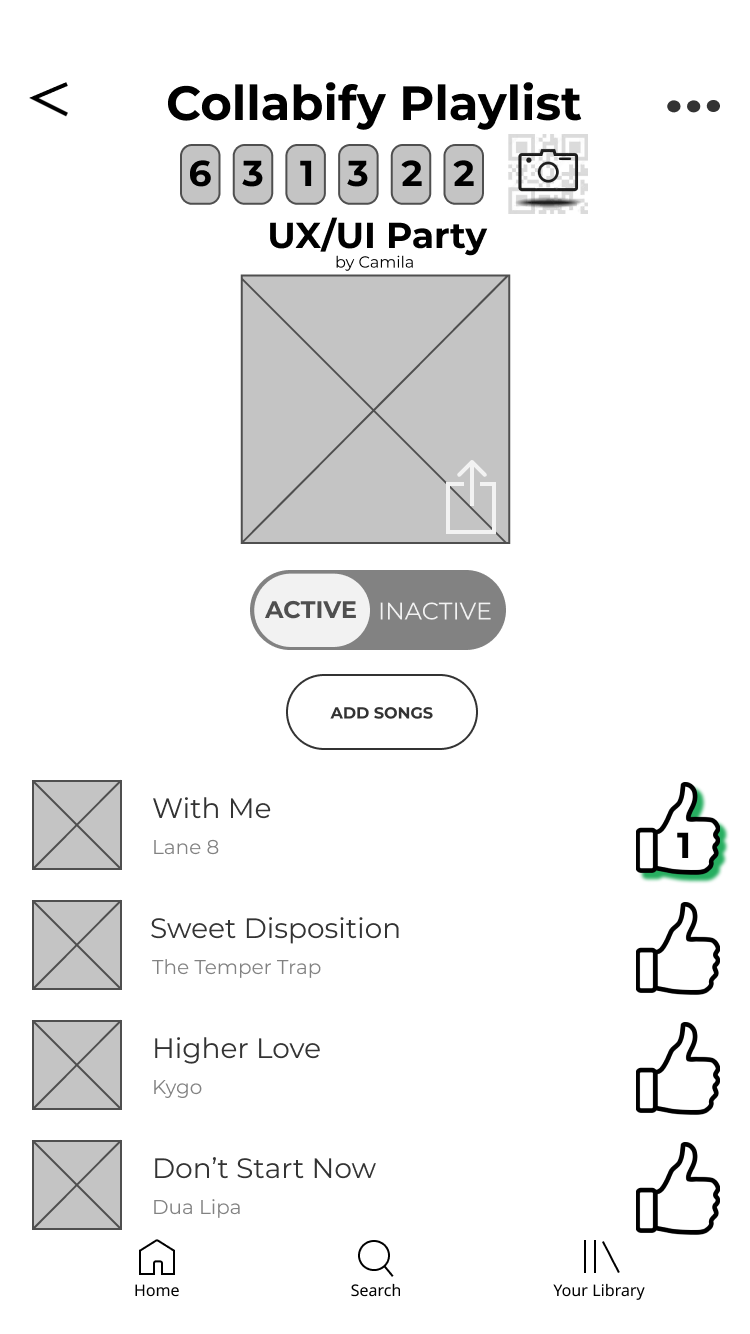 Collabify Playlist
6 3 1 3 2 2
UX/UI Party
by Camila
ACTIVE INACTIVE
ADD SONGS
With Me
Lane 8
1
Sweet Disposition
The Temper Trap
Higher Love
Kygo
Don’t Start Now
Dua Lipa
Home Search Your Library